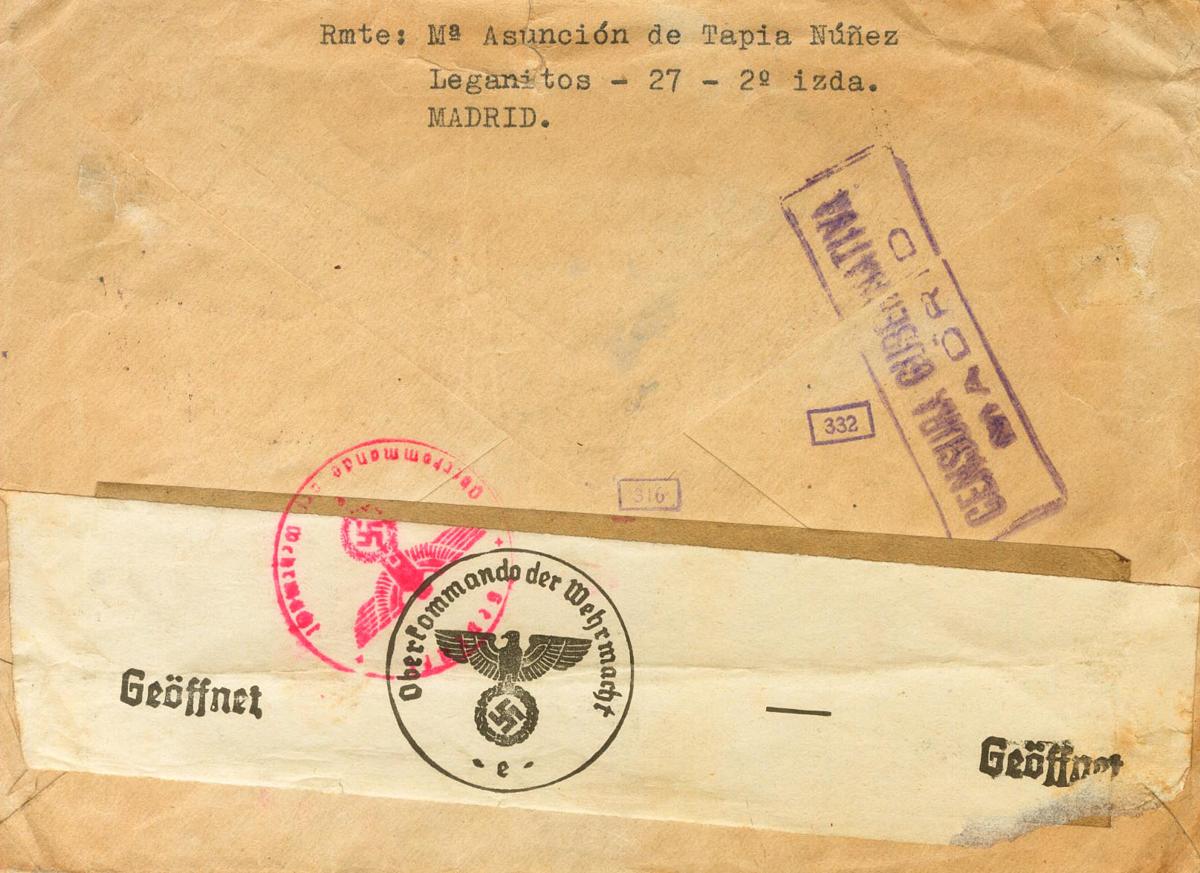 Rmte: Mª Asunción de Tapia Núñez
Leganitos - 27 - 2º izda.
MADRID.
CENSURA GUBERNATIVA
MADRID
332
316
Oberkommando der Wehrmacht
Geöffnet
Oberkommando der Wehrmacht
- e -
Geöffnet